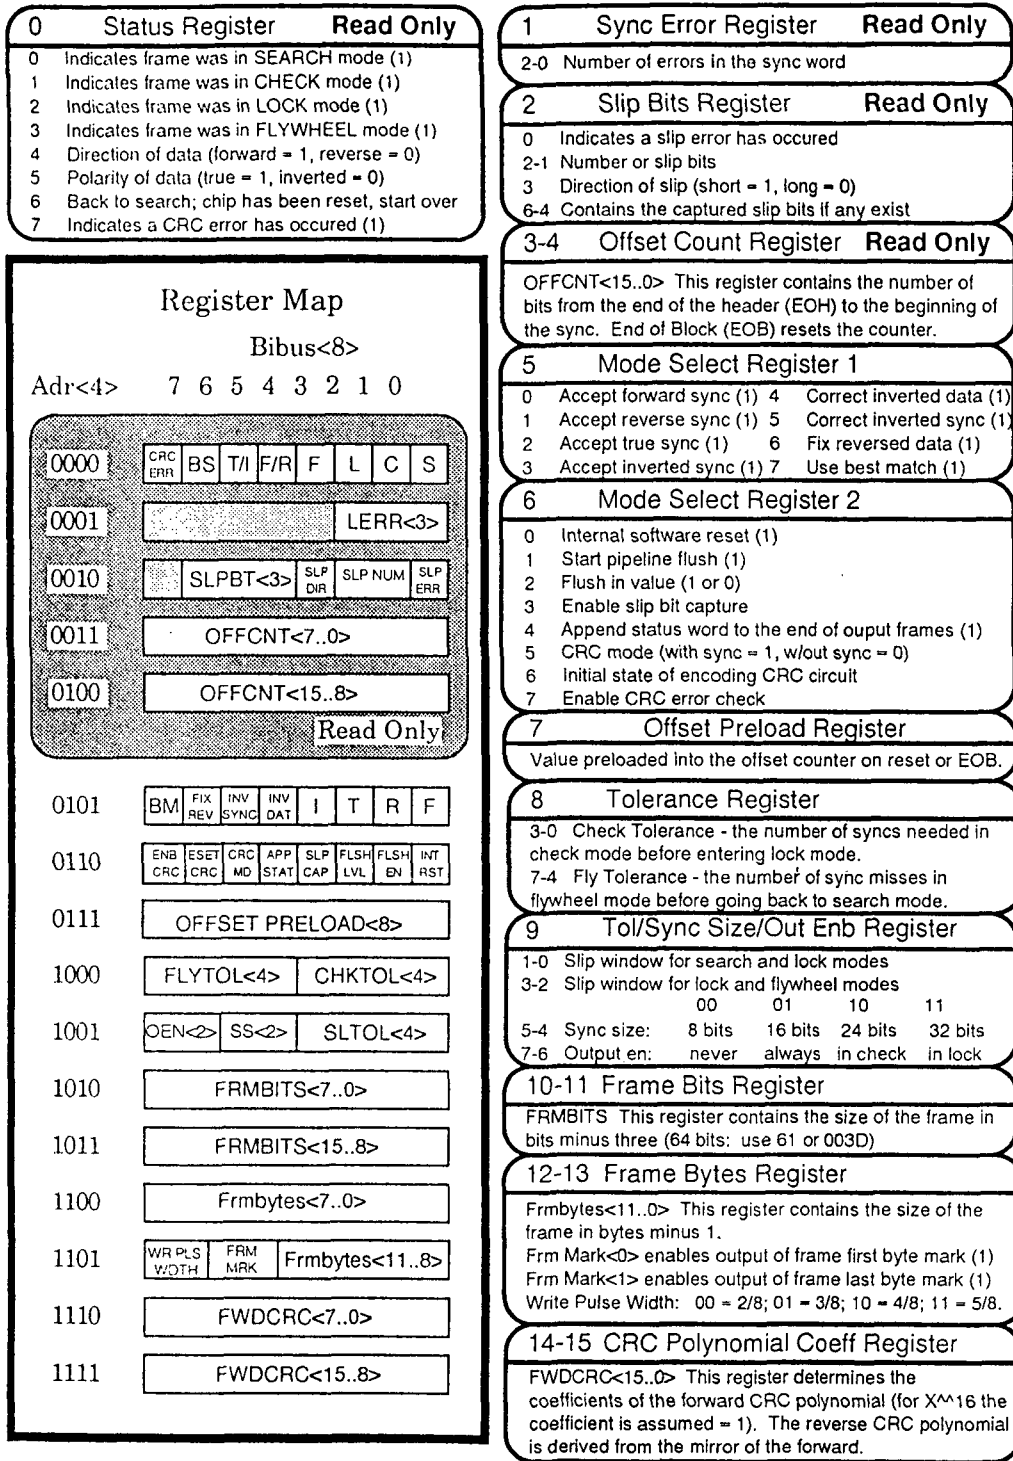 0 Status Register Read Only
0 Indicates frame was in SEARCH mode (1)
1 Indicates frame was in CHECK mode (1)
2 Indicates frame was in LOCK mode (1)
3 Indicates frame was in FLYWHEEL mode (1)
4 Direction of data (forward = 1, reverse = 0)
5 Polarity of data (true = 1, inverted = 0)
6 Back to search; chip has been reset, start over
7 Indicates a CRC error has occured (1)
Register Map
Bibus<8>
Adr<4> 7 6 5 4 3 2 1 0
0000 CRC ERR BS T/I F/R F L C S
0001 LERR<3>
0010 SLPBT<3> SLP DIR SLP NUM SLP ERR
0011 OFFCNT<7..0>
0100 OFFCNT<15..8>
Read Only
0101 BM FIX REV INV SYNC INV DAT I T R F
0110 ENB CRC ESET CRC CRC MD APP STAT SLP CAP FLSH LVL FLSH EN INT RST
0111 OFFSET PRELOAD<8>
1000 FLYTOL<4> CHKTOL<4>
1001 OEN<2> SS<2> SLTOL<4>
1010 FRMBITS<7..0>
1011 FRMBITS<15..8>
1100 Frmbytes<7..0>
1101 WR PLS WDTH FRM MRK Frmbytes<11..8>
1110 FWDCRC<7..0>
1111 FWDCRC<15..8>
1 Sync Error Register Read Only
2-0 Number of errors in the sync word
2 Slip Bits Register Read Only
0 Indicates a slip error has occured
2-1 Number or slip bits
3 Direction of slip (short = 1, long = 0)
6-4 Contains the captured slip bits if any exist
3-4 Offset Count Register Read Only
OFFCNT<15..0> This register contains the number of
bits from the end of the header (EOH) to the beginning of
the sync. End of Block (EOB) resets the counter.
5 Mode Select Register 1
0 Accept forward sync (1) 4 Correct inverted data (1)
1 Accept reverse sync (1) 5 Correct inverted sync (1)
2 Accept true sync (1) 6 Fix reversed data (1)
3 Accept inverted sync (1) 7 Use best match (1)
6 Mode Select Register 2
0 Internal software reset (1)
1 Start pipeline flush (1)
2 Flush in value (1 or 0)
3 Enable slip bit capture
4 Append status word to the end of ouput frames (1)
5 CRC mode (with sync = 1, w/out sync = 0)
6 Initial state of encoding CRC circuit
7 Enable CRC error check
7 Offset Preload Register
Value preloaded into the offset counter on reset or EOB.
8 Tolerance Register
3-0 Check Tolerance - the number of syncs needed in
check mode before entering lock mode.
7-4 Fly Tolerance - the number of sync misses in
flywheel mode before going back to search mode.
9 Tol/Sync Size/Out Enb Register
1-0 Slip window for search and lock modes
3-2 Slip window for lock and flywheel modes
00 01 10 11
5-4 Sync size: 8 bits 16 bits 24 bits 32 bits
7-6 Output en: never always in check in lock
10-11 Frame Bits Register
FRMBITS This register contains the size of the frame in
bits minus three (64 bits: use 61 or 003D)
12-13 Frame Bytes Register
Frmbytes<11..0> This register contains the size of the
frame in bytes minus 1.
Frm Mark<0> enables output of frame first byte mark (1)
Frm Mark<1> enables output of frame last byte mark (1)
Write Pulse Width: 00 = 2/8; 01 = 3/8; 10 = 4/8; 11 = 5/8.
14-15 CRC Polynomial Coeff Register
FWDCRC<15..0> This register determines the
coefficients of the forward CRC polynomial (for X^^16 the
coefficient is assumed = 1). The reverse CRC polynomial
is derived from the mirror of the forward.